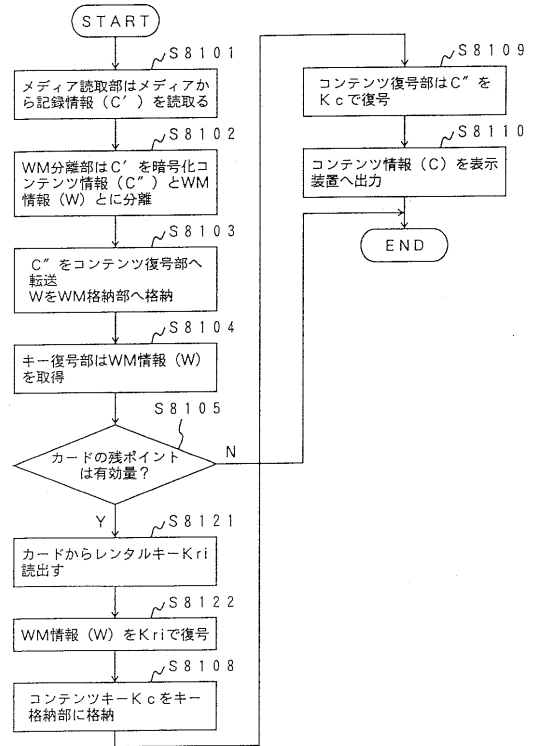 START
S8101
メディア読取部はメディアか
ら記録情報（C′）を読取る
S8102
WM分離部はC′を暗号化コ
ンテンツ情報（C″）とWM
情報（W）とに分離
S8103
C″をコンテンツ復号部へ
転送
WをWM格納部へ格納
S8104
キー復号部はWM情報（W）
を取得
S8105
カードの残ポイント
は有効量？
N
Y
S8121
カードからレンタルキーKri
読出す
S8122
WM情報（W）をKriで復号
S8108
コンテンツキーKcをキー
格納部に格納
S8109
コンテンツ復号部はC″を
Kcで復号
S8110
コンテンツ情報（C）を表示
装置へ出力
END